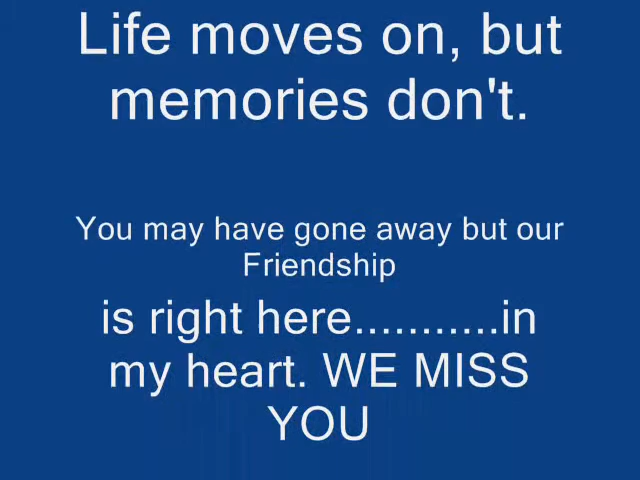 Life moves on, but
memories don't.
You may have gone away but our
Friendship
is right here...........in
my heart. WE MISS
YOU